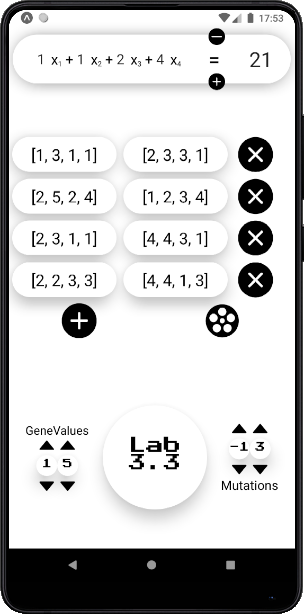 17:53
1 x₁ + 1 x₂ + 2 x₃ + 4 x₄ = 21
[1, 3, 1, 1] [2, 3, 3, 1]
[2, 5, 2, 4] [1, 2, 3, 4]
[2, 3, 1, 1] [4, 4, 3, 1]
[2, 2, 3, 3] [4, 4, 1, 3]
GeneValues
1 5
Lab
3.3
-1 3
Mutations